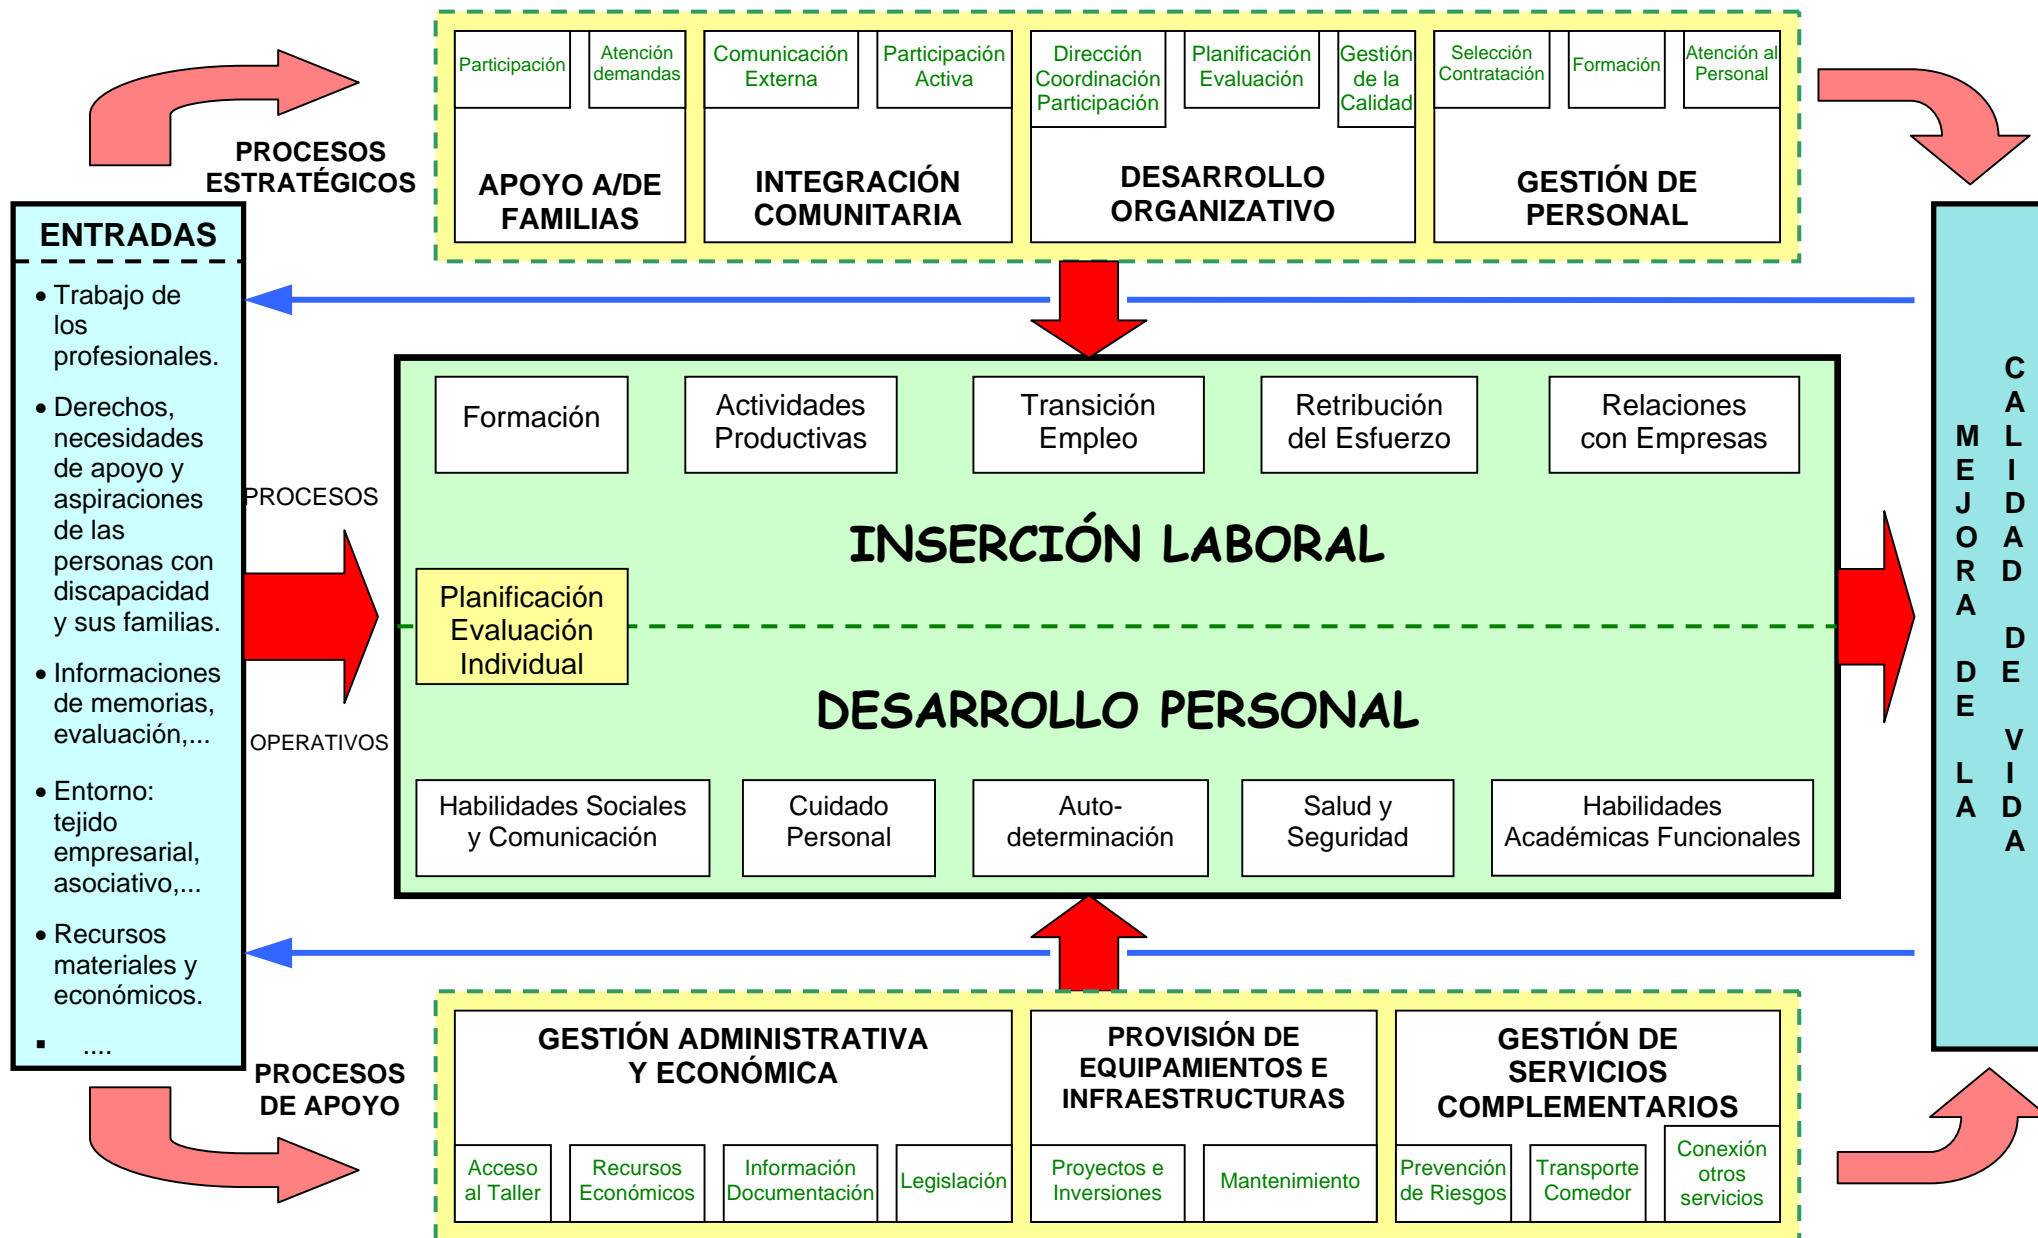 Participación
Atención
demandas
Comunicación
Externa
Participación
Activa
Dirección
Coordinación
Participación
Planificación
Evaluación
Gestión
de la
Calidad
Selección
Contratación
Formación
Atención al
Personal
PROCESOS
ESTRATÉGICOS
APOYO A/DE
FAMILIAS
INTEGRACIÓN
COMUNITARIA
DESARROLLO
ORGANIZATIVO
GESTIÓN DE
PERSONAL
ENTRADAS
• Trabajo de
los
profesionales.
• Derechos,
necesidades
de apoyo y
aspiraciones
de las
personas con
discapacidad
y sus familias.
• Informaciones
de memorias,
evaluación,...
• Entorno:
tejido
empresarial,
asociativo,...
• Recursos
materiales y
económicos.
▪ ....
PROCESOS
OPERATIVOS
Formación
Actividades
Productivas
Transición
Empleo
Retribución
del Esfuerzo
Relaciones
con Empresas
INSERCIÓN LABORAL
Planificación
Evaluación
Individual
DESARROLLO PERSONAL
Habilidades Sociales
y Comunicación
Cuidado
Personal
Auto-
determinación
Salud y
Seguridad
Habilidades
Académicas Funcionales
MEJORA DE LA
CALIDAD DE VIDA
PROCESOS
DE APOYO
GESTIÓN ADMINISTRATIVA
Y ECONÓMICA
PROVISIÓN DE
EQUIPAMIENTOS E
INFRAESTRUCTURAS
GESTIÓN DE
SERVICIOS
COMPLEMENTARIOS
Acceso
al Taller
Recursos
Económicos
Información
Documentación
Legislación
Proyectos e
Inversiones
Mantenimiento
Prevención
de Riesgos
Transporte
Comedor
Conexión
otros
servicios